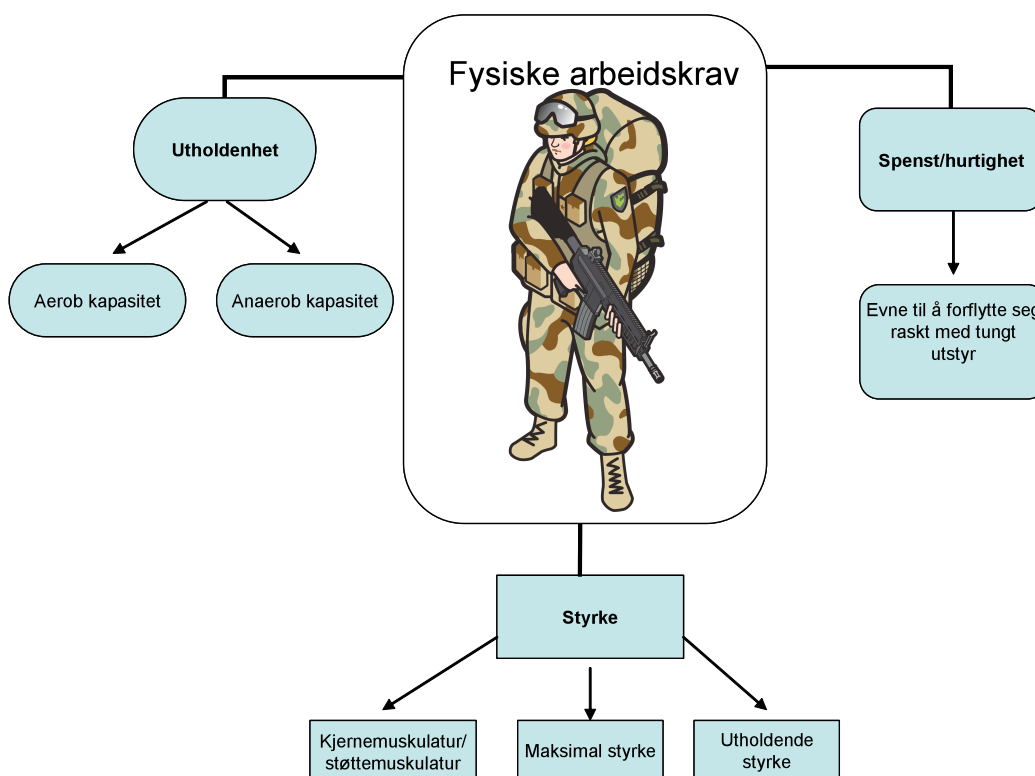 Fysiske arbeidskrav
Utholdenhet
Aerob kapasitet
Anaerob kapasitet
Spenst/hurtighet
Evne til å forflytte seg
raskt med tungt
utstyr
Styrke
Kjernemuskulatur/
støttemuskulatur
Maksimal styrke
Utholdende
styrke